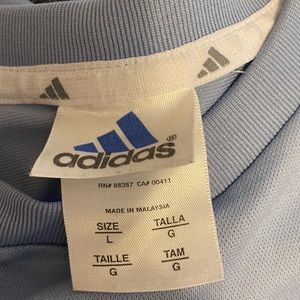 adidas®
RN# 88387 CA# 00411
MADE IN MALAYSIA
SIZE TALLA
L G
TAILLE TAM
G G